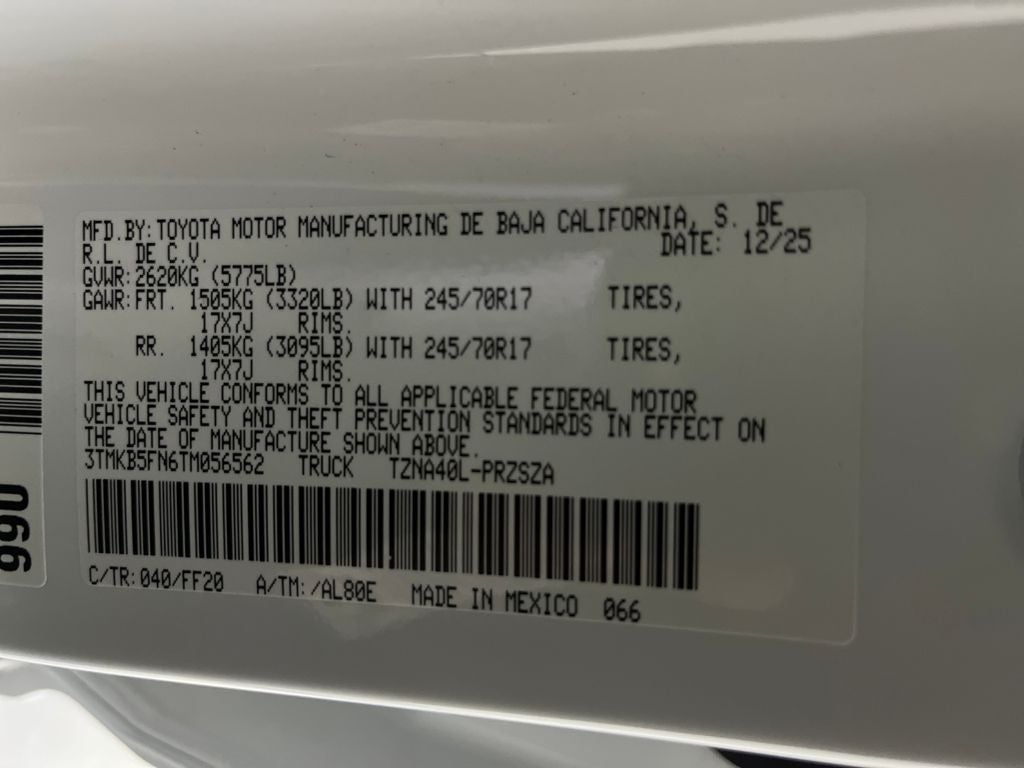 MFD.BY: TOYOTA MOTOR MANUFACTURING DE BAJA CALIFORNIA, S. DE
R.L. DE C.V. DATE: 12/25
GVWR: 2620KG (5775LB)
GAWR: FRT. 1505KG (3320LB) WITH 245/70R17 TIRES,
17X7J RIMS.
RR. 1405KG (3095LB) WITH 245/70R17 TIRES,
17X7J RIMS.
THIS VEHICLE CONFORMS TO ALL APPLICABLE FEDERAL MOTOR
VEHICLE SAFETY AND THEFT PREVENTION STANDARDS IN EFFECT ON
THE DATE OF MANUFACTURE SHOWN ABOVE.
3TMKB5FN6TM056562 TRUCK TZNA40L-PRZSZA
C/TR: 040/FF20 A/TM: /AL80E MADE IN MEXICO 066
066